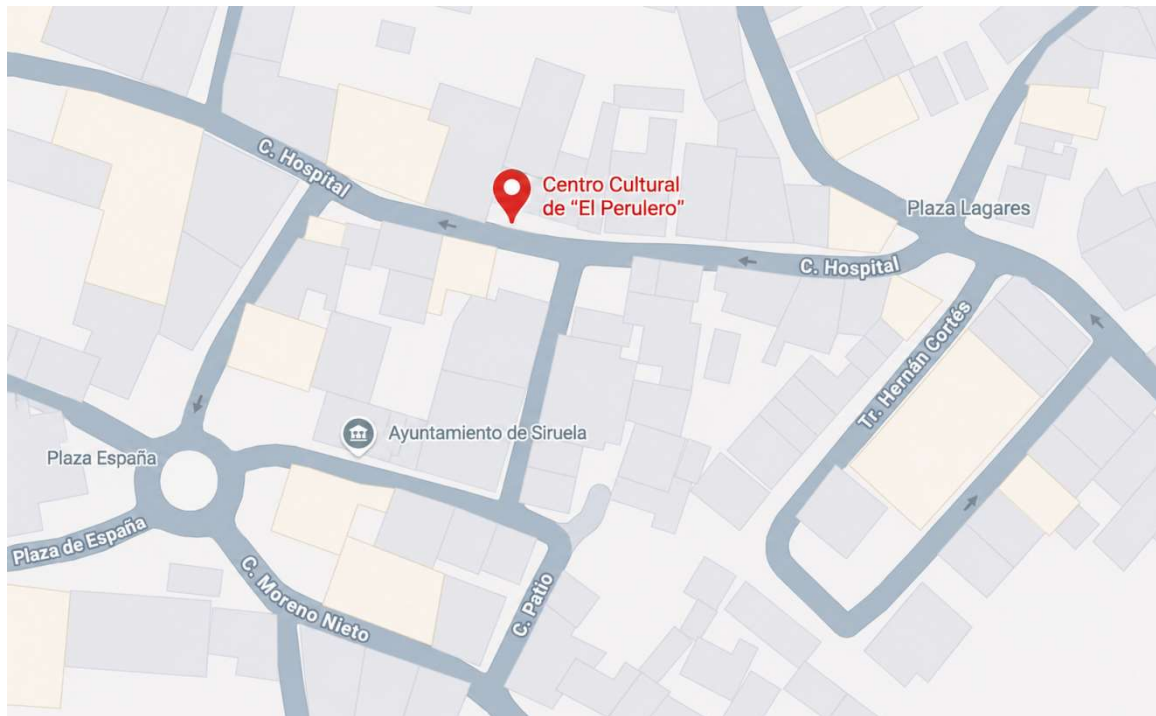 C. Hospital
Centro Cultural
de “El Perulero”
Plaza Lagares
C. Hospital
Tr. Hernán Cortés
Ayuntamiento de Siruela
Plaza España
Plaza de España
C. Moreno Nieto
C. Patio